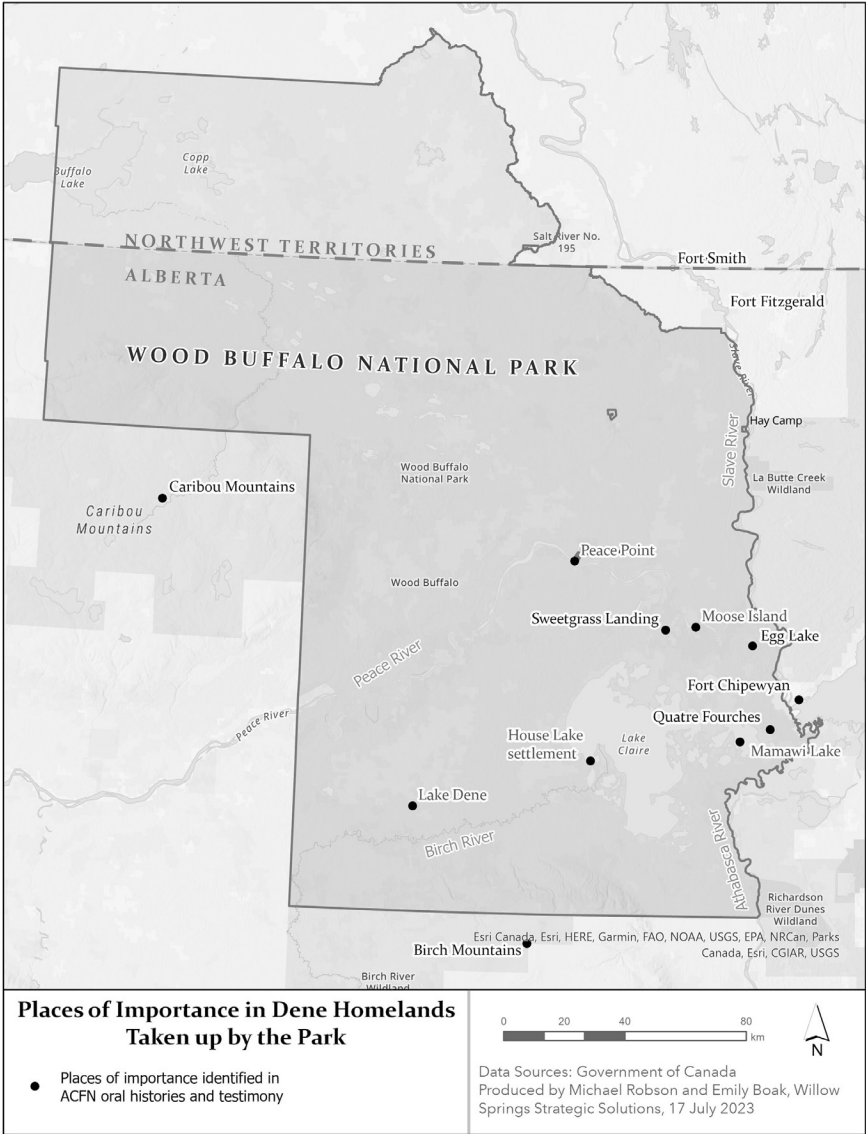 Copp
Lake
Buffalo
Lake
NORTHWEST TERRITORIES
ALBERTA
Salt River No.
195
Fort Smith
Fort Fitzgerald
WOOD BUFFALO NATIONAL PARK
Slave River
Hay Camp
Slave River
Wood Buffalo
National Park
La Butte Creek
Wildland
Caribou Mountains
Caribou
Mountains
Peace Point
Wood Buffalo
Sweetgrass Landing
Moose Island
Egg Lake
Peace River
Fort Chipewyan
Peace River
Quatre Fourches
House Lake
settlement
Lake
Claire
Mamawi Lake
Lake Dene
Birch River
Athabasca River
Richardson
River Dunes
Wildland
Birch Mountains
Esri Canada, Esri, HERE, Garmin, FAO, NOAA, USGS, EPA, NRCan, Parks
Canada, Esri, CGIAR, USGS
Birch River
Wildland
Places of Importance in Dene Homelands
Taken up by the Park
Places of importance identified in
ACFN oral histories and testimony
0 20 40 80
km
N
Data Sources: Government of Canada
Produced by Michael Robson and Emily Boak, Willow
Springs Strategic Solutions, 17 July 2023